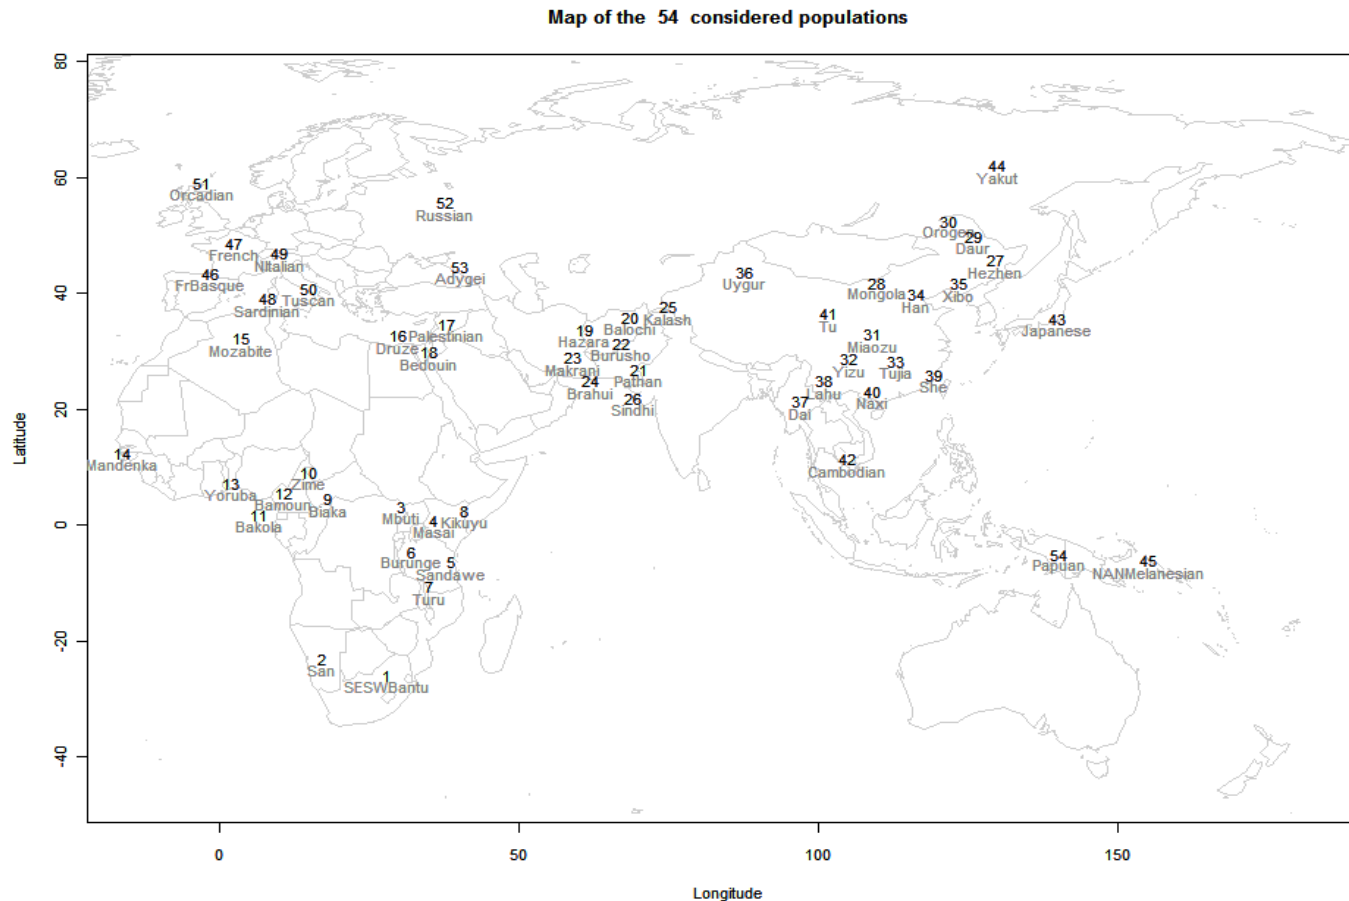 Map of the 54 considered populations
80
60
40
20
0
-20
-40
Latitude
44
Yakut
51
Orcadian
52
Russian
30
Orogen
29
Daur
47
French
49
NItalian
53
Adygei
27
Hezhen
46
FrBasque
36
Uygur
28
Mongola
35
Xibo
50
Tuscan
48
Sardinian
34
Han
25
Kalash
41
Tu
20
Balochi
43
Japanese
17
Palestinian
19
Hazara
16
Druze
15
Mozabite
31
Miaozu
22
Burusho
18
Bedouin
23
Makrani
32
Yizu
33
Tujia
21
Pathan
39
She
24
Brahui
38
Lahu
40
Naxi
26
Sindhi
37
Dai
14
Mandenka
42
Cambodian
10
Zime
13
Yoruba
12
Bamoun
9
Biaka
3
Mbuti
8
Kikuyu
11
Bakola
4
Masai
6
Burunge
54
Papuan
5
Sandawe
45
NANMelanesian
7
Turu
2
San
1
SESWBantu
0
50
100
150
Longitude